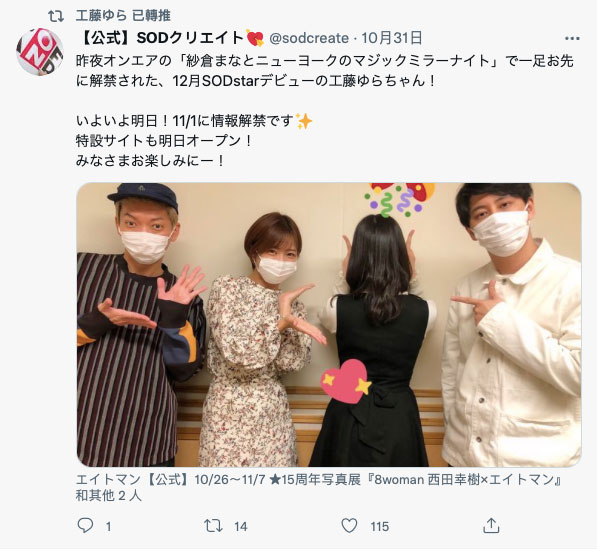 工藤ゆら 已轉推
【公式】SODクリエイト💘 @sodcreate · 10月31日
昨夜オンエアの「紗倉まなとニューヨークのマジックミラーナイト」で一足お先
に解禁された、12月SODstarデビューの工藤ゆらちゃん！
いよいよ明日！11/1に情報解禁です✨
特設サイトも明日オープン！
みなさまお楽しみにー！
エイトマン【公式】10/26〜11/7 ★15周年写真展『8woman 西田幸樹×エイトマン』
和其他 2 人
1 14 115